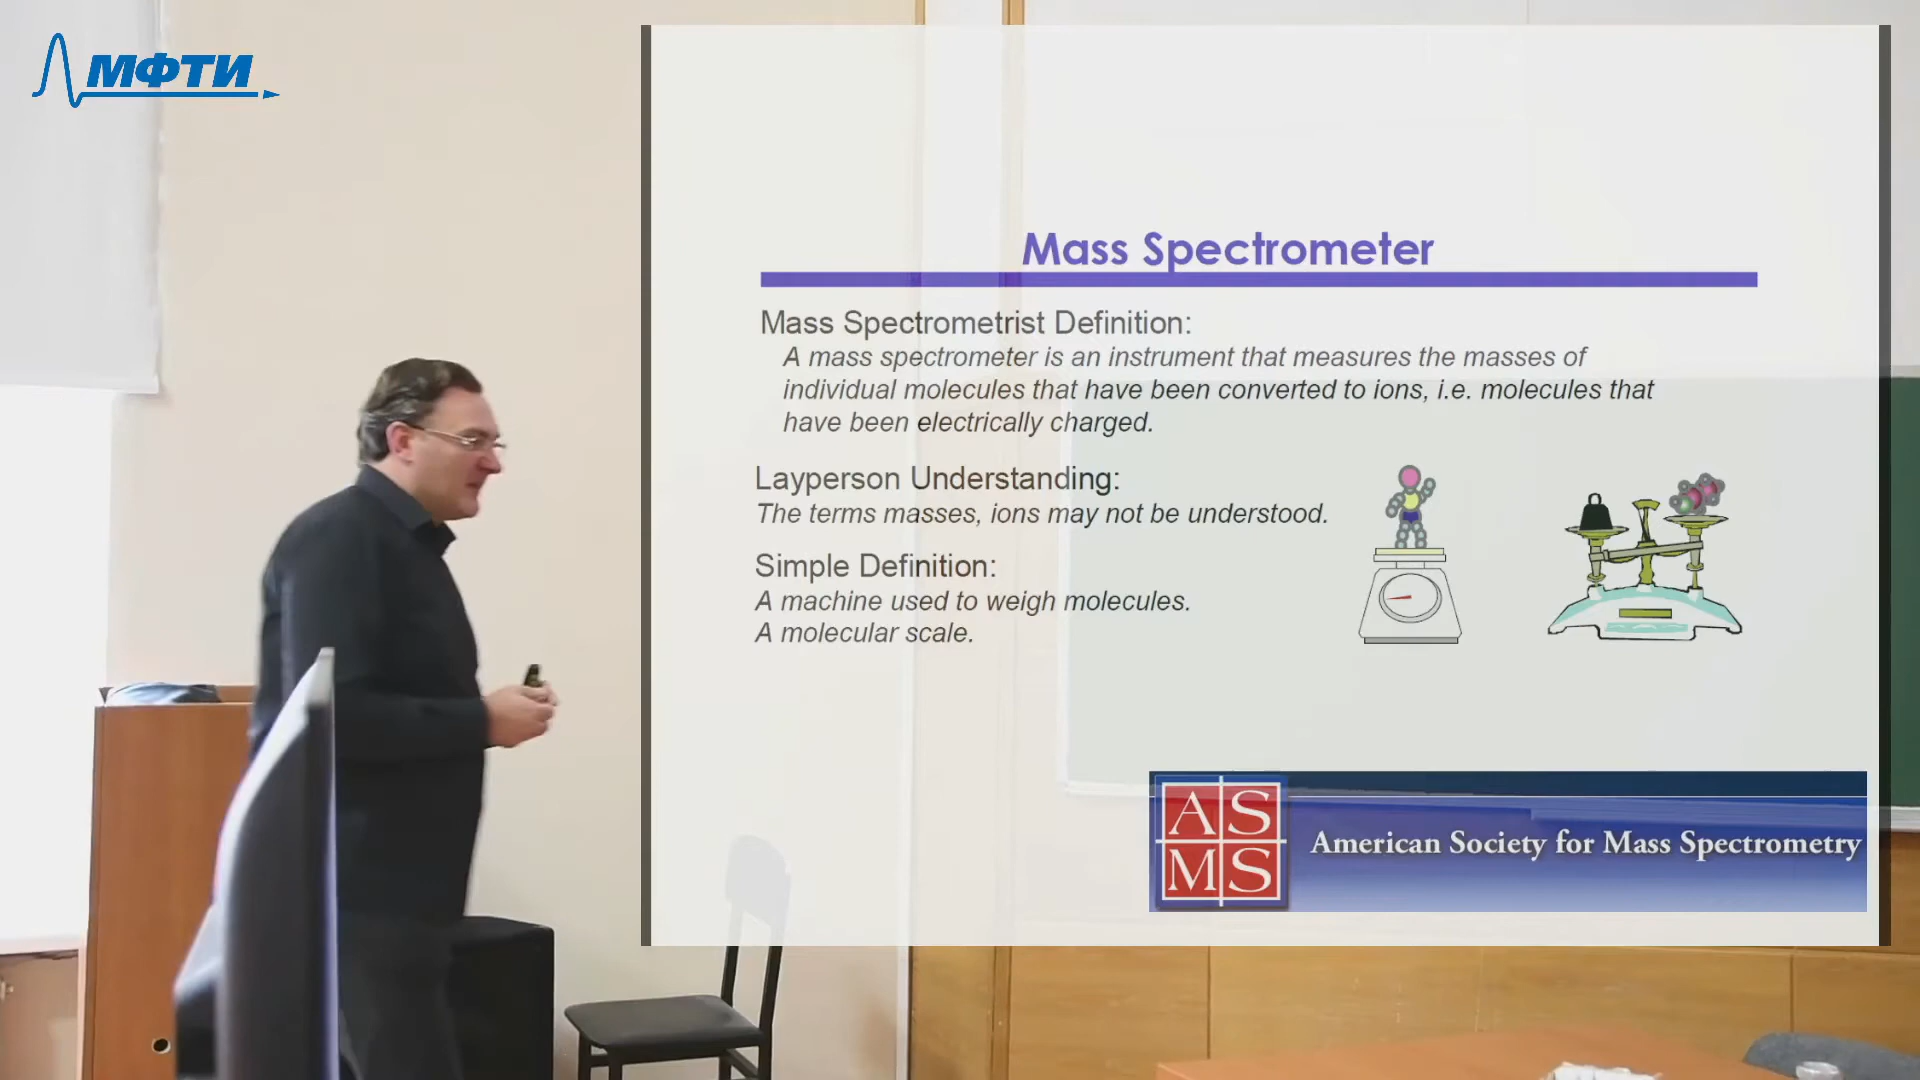 МФТИ
Mass Spectrometer
Mass Spectrometrist Definition:
A mass spectrometer is an instrument that measures the masses of
individual molecules that have been converted to ions, i.e. molecules that
have been electrically charged.
Layperson Understanding:
The terms masses, ions may not be understood.
Simple Definition:
A machine used to weigh molecules.
A molecular scale.
AS
MS
American Society for Mass Spectrometry